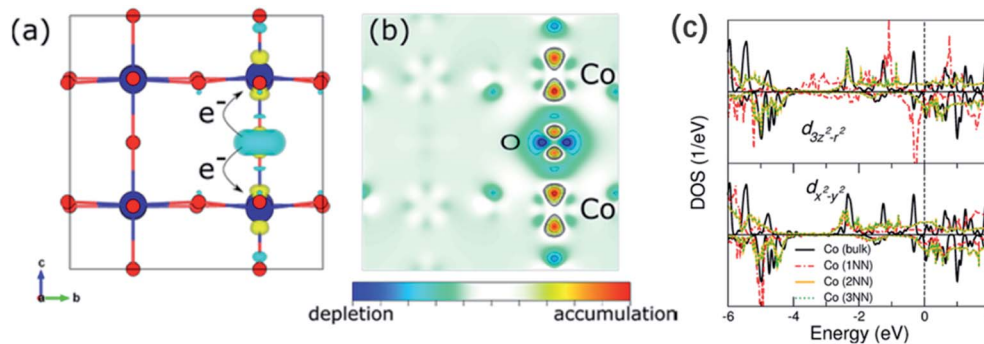 (a)
e⁻
e⁻
c
a
b
(b)
Co
O
Co
depletion
accumulation
(c)
DOS (1/eV)
d3z²-r²
dx²-y²
Co (bulk)
Co (1NN)
Co (2NN)
Co (3NN)
-6 -4 -2 0 2
Energy (eV)